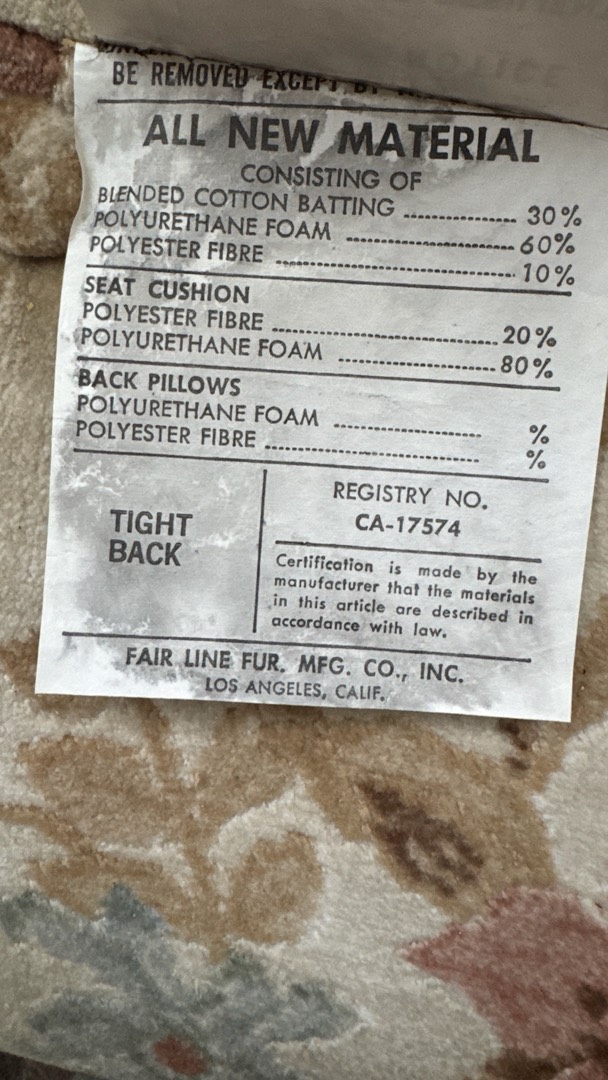 BE REMOVED EXCEPT BY
ALL NEW MATERIAL
CONSISTING OF
BLENDED COTTON BATTING ................ 30%
POLYURETHANE FOAM ........................ 60%
POLYESTER FIBRE .................................. 10%
SEAT CUSHION
POLYESTER FIBRE ................................ 20%
POLYURETHANE FOAM ...................... 80%
BACK PILLOWS
POLYURETHANE FOAM ..................... %
POLYESTER FIBRE .............................. %
TIGHT
BACK
REGISTRY NO.
CA-17574
Certification is made by the
manufacturer that the materials
in this article are described in
accordance with law.
FAIR LINE FUR. MFG. CO., INC.
LOS ANGELES, CALIF.